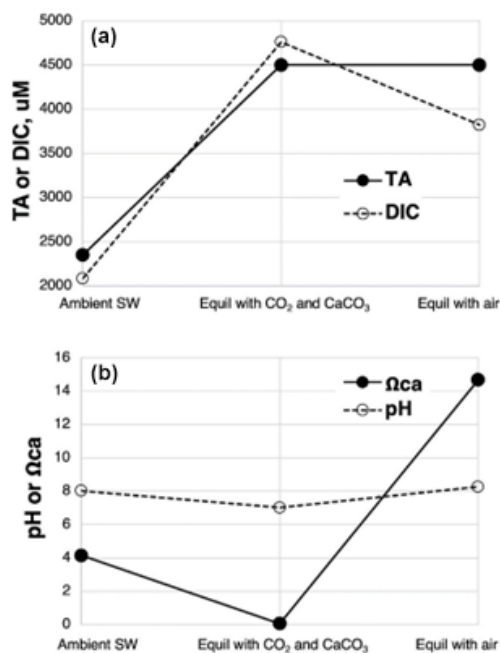 (a)
5000
4500
4000
3500
3000
2500
2000
TA or DIC, uM
TA
DIC
Ambient SW Equil with CO₂ and CaCO₃ Equil with air
(b)
16
14
12
10
8
6
4
2
0
pH or Ωca
Ωca
pH
Ambient SW Equil with CO₂ and CaCO₃ Equil with air